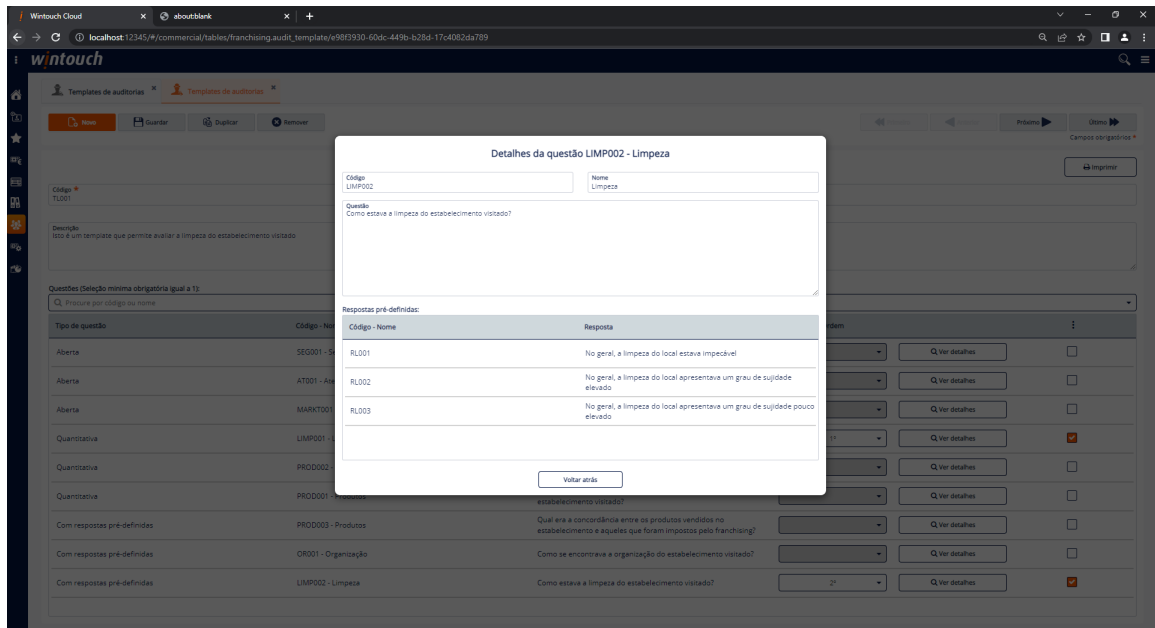 Wintouch Cloud
about:blank
localhost:12345/#/commercial/tables/franchising.audit_template/e98f3930-60dc-449b-b28d-17c4082da789
wintouch
Templates de auditorias
Templates de auditorias
Novo
Guardar
Duplicar
Remover
Próximo
Último
Campos obrigatórios *
Imprimir
Código *
TL001
Descrição
Isto é um template que permite avaliar a limpeza do estabelecimento visitado
Questões (Seleção mínima obrigatória igual a 1):
Procure por código ou nome
Tipo de questão
Código - Nor
rdem
Aberta
SEG001 - Se
Ver detalhes
Aberta
AT001 - Ate
Ver detalhes
Aberta
MARKT001
Ver detalhes
Quantitativa
LIMP001 - L
1º
Ver detalhes
Quantitativa
PROD002 -
Ver detalhes
Quantitativa
PROD001 - Produtos
estabelecimento visitado?
Ver detalhes
Com respostas pré-definidas
PROD003 - Produtos
Qual era a concordância entre os produtos vendidos no
estabelecimento e aqueles que foram impostos pelo franchising?
Ver detalhes
Com respostas pré-definidas
OR001 - Organização
Como se encontrava a organização do estabelecimento visitado?
Ver detalhes
Com respostas pré-definidas
LIMP002 - Limpeza
Como estava a limpeza do estabelecimento visitado?
2º
Ver detalhes
Detalhes da questão LIMP002 - Limpeza
Código
LIMP002
Nome
Limpeza
Questão
Como estava a limpeza do estabelecimento visitado?
Respostas pré-definidas:
Código - Nome
Resposta
RL001
No geral, a limpeza do local estava impecável
RL002
No geral, a limpeza do local apresentava um grau de sujidade
elevado
RL003
No geral, a limpeza do local apresentava um grau de sujidade pouco
elevado
Voltar atrás